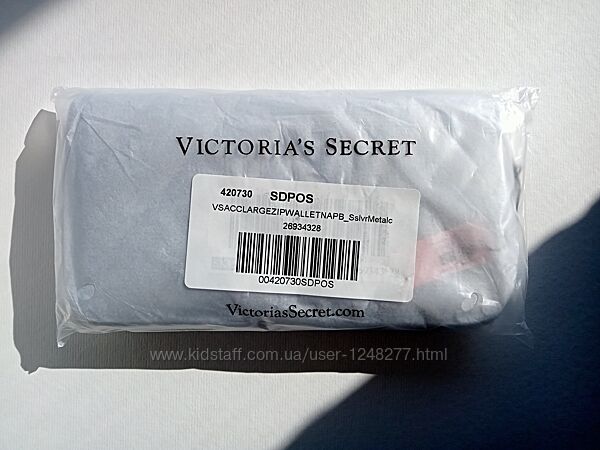 VICTORIA'S SECRET
420730 SDPOS
VSACCLARGEZIPWALLETNAPB_SslvrMetalc
26934328
00420730SDPOS
VictoriasSecret.com
www.kidstaff.com.ua/user-1248277.html